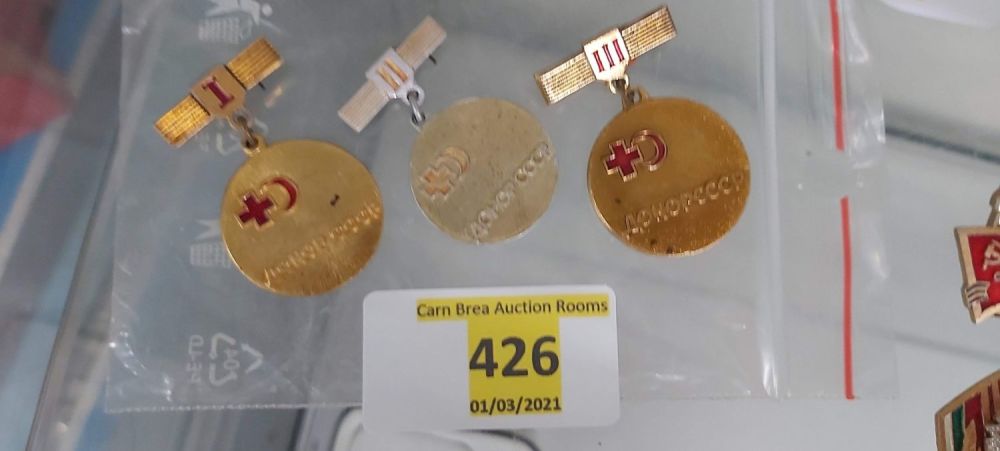 I
II
III
ДОНОР СССР
ДОНОР СССР
ДОНОР СССР
Carn Brea Auction Rooms
426
01/03/2021